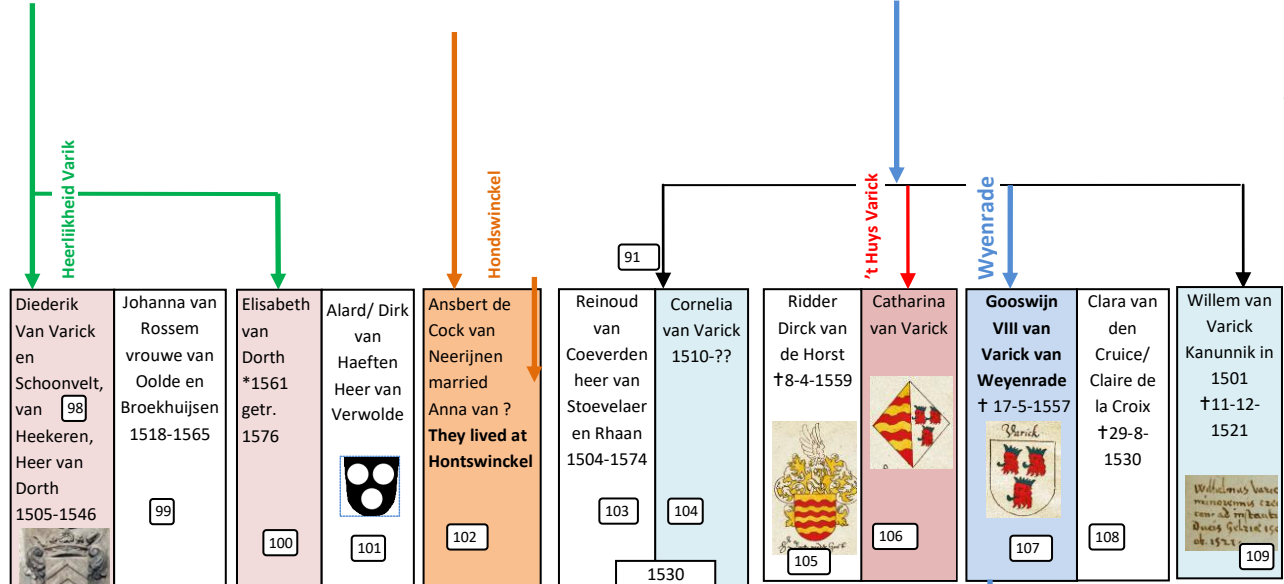 Heerlijkheid Varik
Hondswinckel
't Huys Varick
Wyenrade
91
Diederik
Van Varick
en
Schoonvelt,
van 98
Heekeren,
Heer van
Dorth
1505-1546
Johanna van
Rossem
vrouwe van
Oolde en
Broekhuijsen
1518-1565
99
Elisabeth
van
Dorth
*1561
getr.
1576
100
Alard/ Dirk
van
Haeften
Heer van
Verwolde
101
Ansbert de
Cock van
Neerijnen
married
Anna van ?
They lived at
Hontswinckel
102
Reinoud
van
Coeverden
heer van
Stoevelaer
en Rhaan
1504-1574
103
Cornelia
van Varick
1510-??
104
1530
Ridder
Dirck van
de Horst
✝8-4-1559
105
Catharina
van Varick
106
Gooswijn
VIII van
Varick van
Weyenrade
✝ 17-5-1557
Varick
107
Clara van
den
Cruice/
Claire de
la Croix
✝29-8-
1530
108
Willem van
Varick
Kanunnik in
1501
✝11-12-
1521
ob. 1521
109